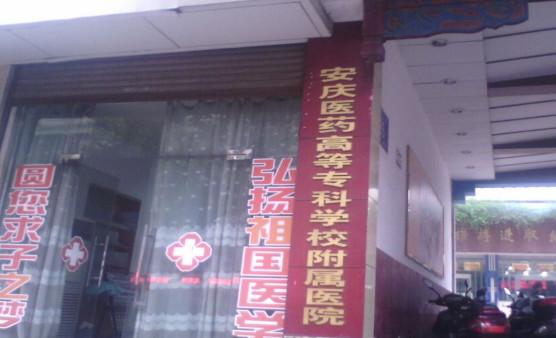 安庆医药高等专科学校附属医院
弘扬祖国医学
圆您求子之梦